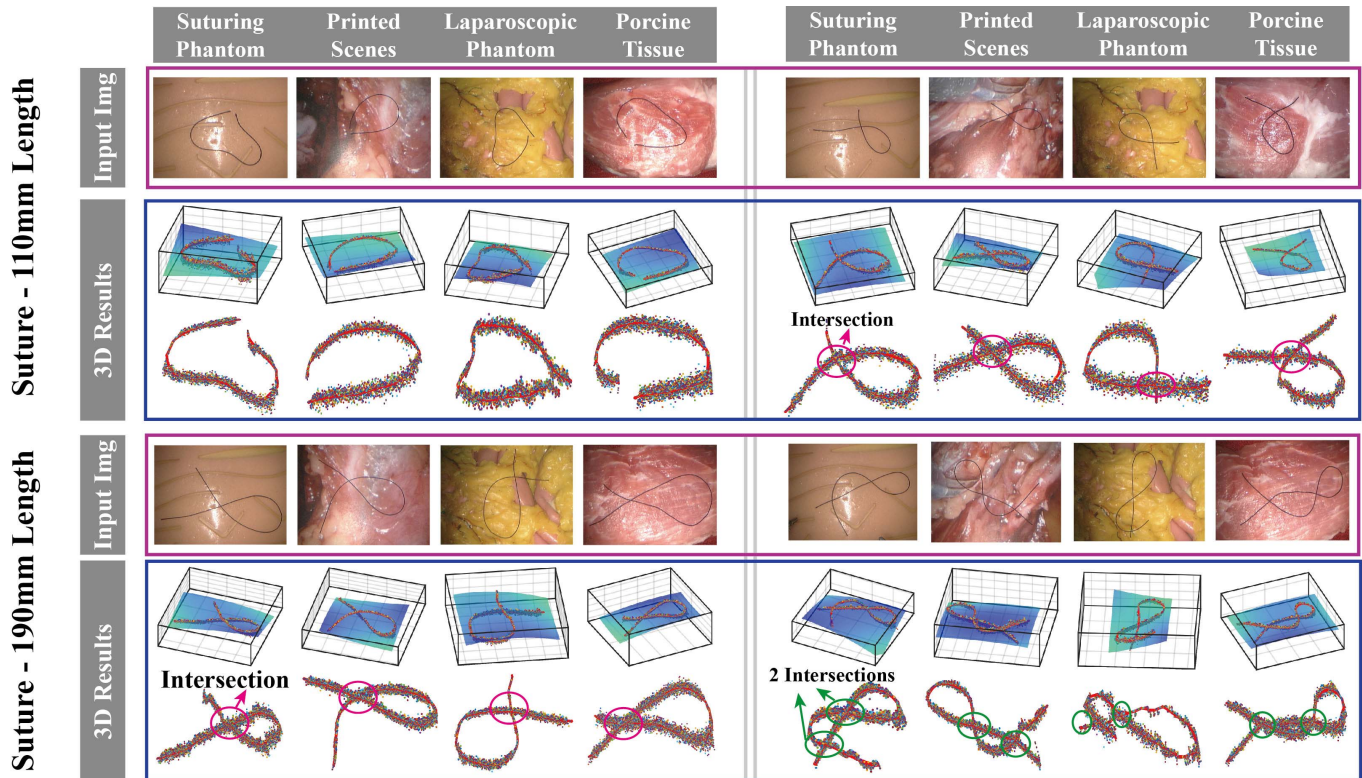 Suturing Phantom
Printed Scenes
Laparoscopic Phantom
Porcine Tissue
Suturing Phantom
Printed Scenes
Laparoscopic Phantom
Porcine Tissue
Suture - 110mm Length
Input Img
3D Results
Intersection
Suture - 190mm Length
Input Img
3D Results
Intersection
2 Intersections